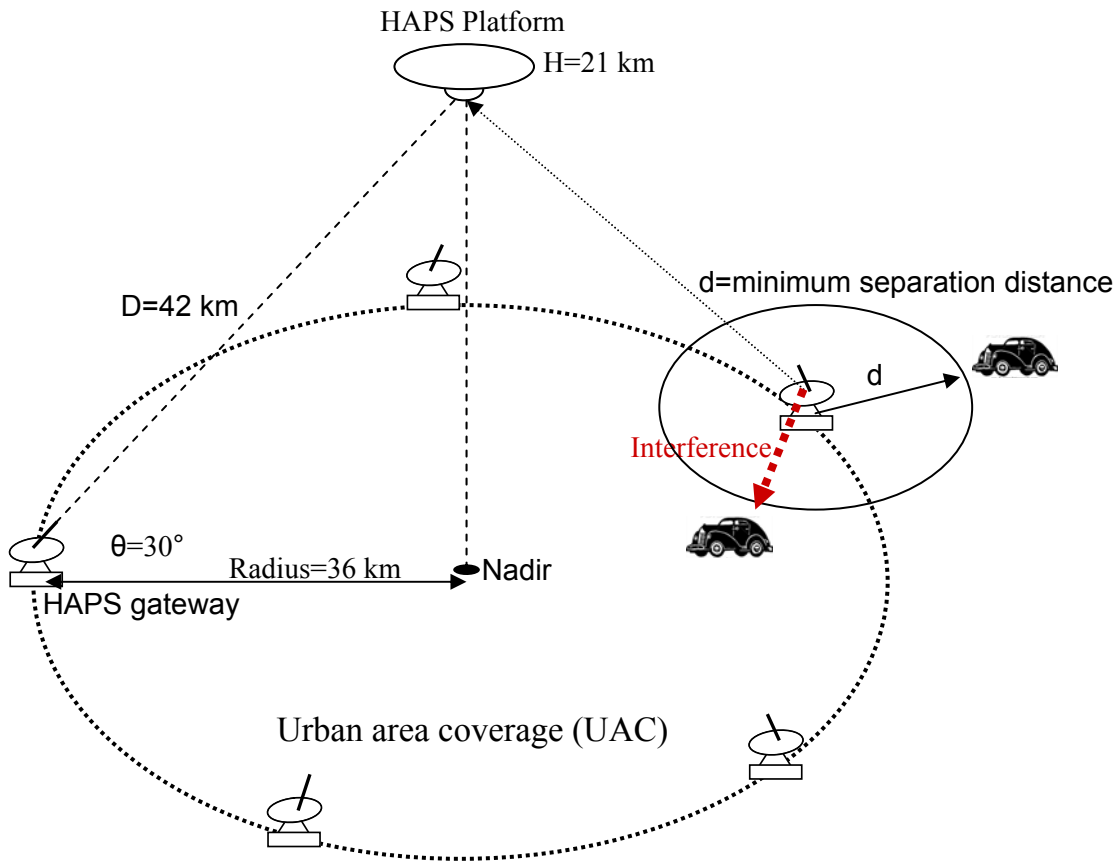 HAPS Platform
H=21 km
D=42 km
d=minimum separation distance
d
Interference
θ=30°
Radius=36 km
Nadir
HAPS gateway
Urban area coverage (UAC)